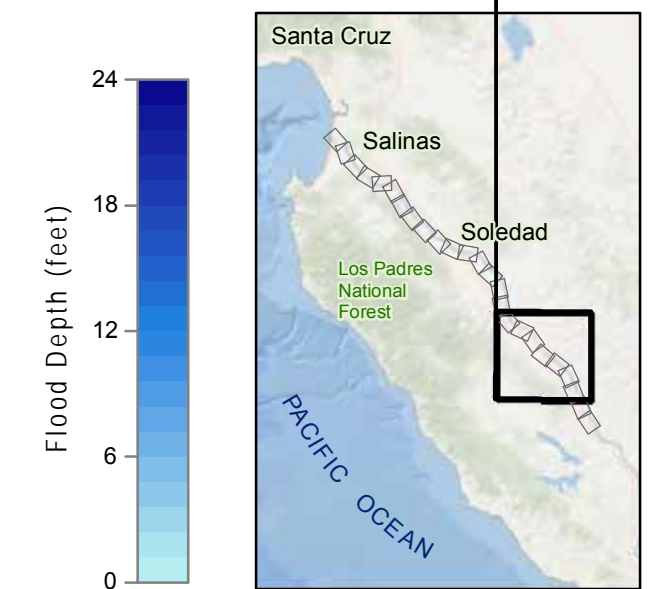 Flood Depth (feet)
24
18
12
6
0
Santa Cruz
Salinas
Soledad
Los Padres
National
Forest
PACIFIC OCEAN